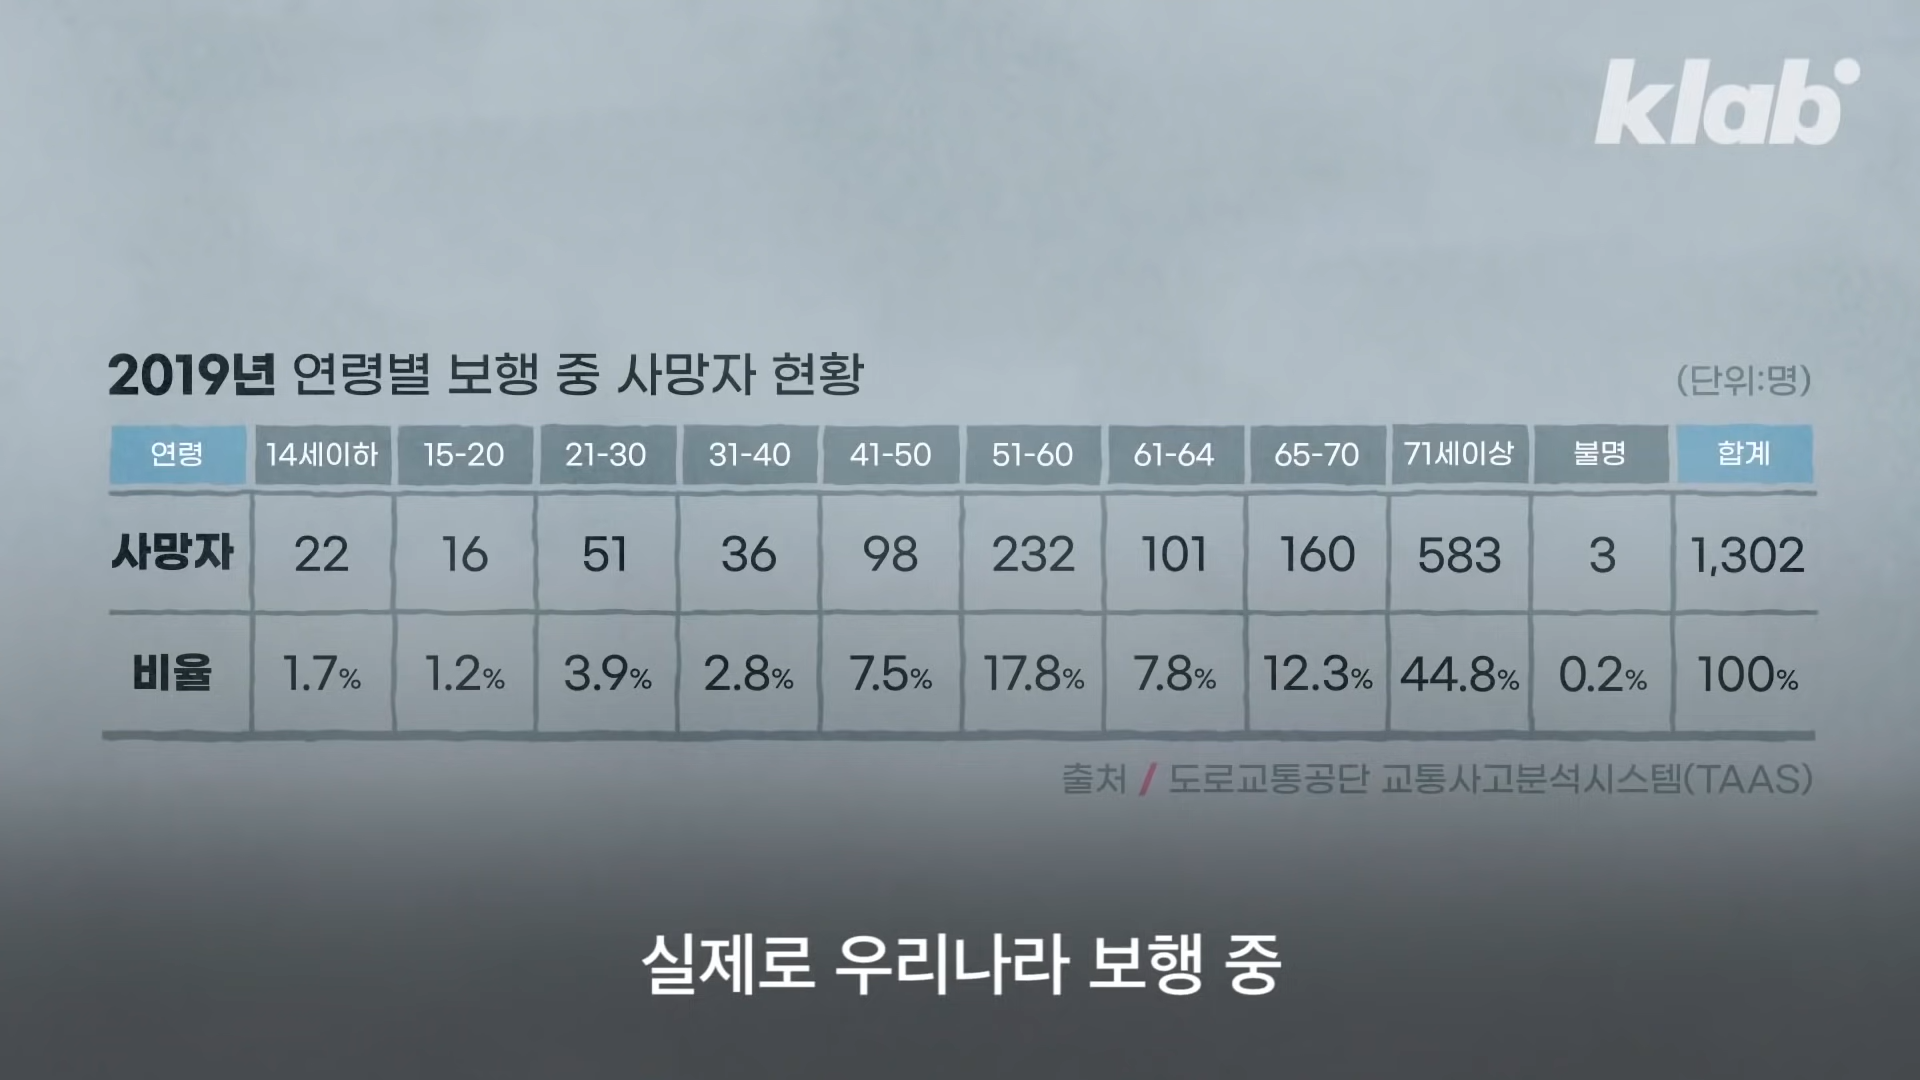 klab
2019년 연령별 보행 중 사망자 현황 (단위:명)
연령 14세이하 15-20 21-30 31-40 41-50 51-60 61-64 65-70 71세이상 불명 합계
사망자 22 16 51 36 98 232 101 160 583 3 1,302
비율 1.7% 1.2% 3.9% 2.8% 7.5% 17.8% 7.8% 12.3% 44.8% 0.2% 100%
출처 / 도로교통공단 교통사고분석시스템(TAAS)
실제로 우리나라 보행 중